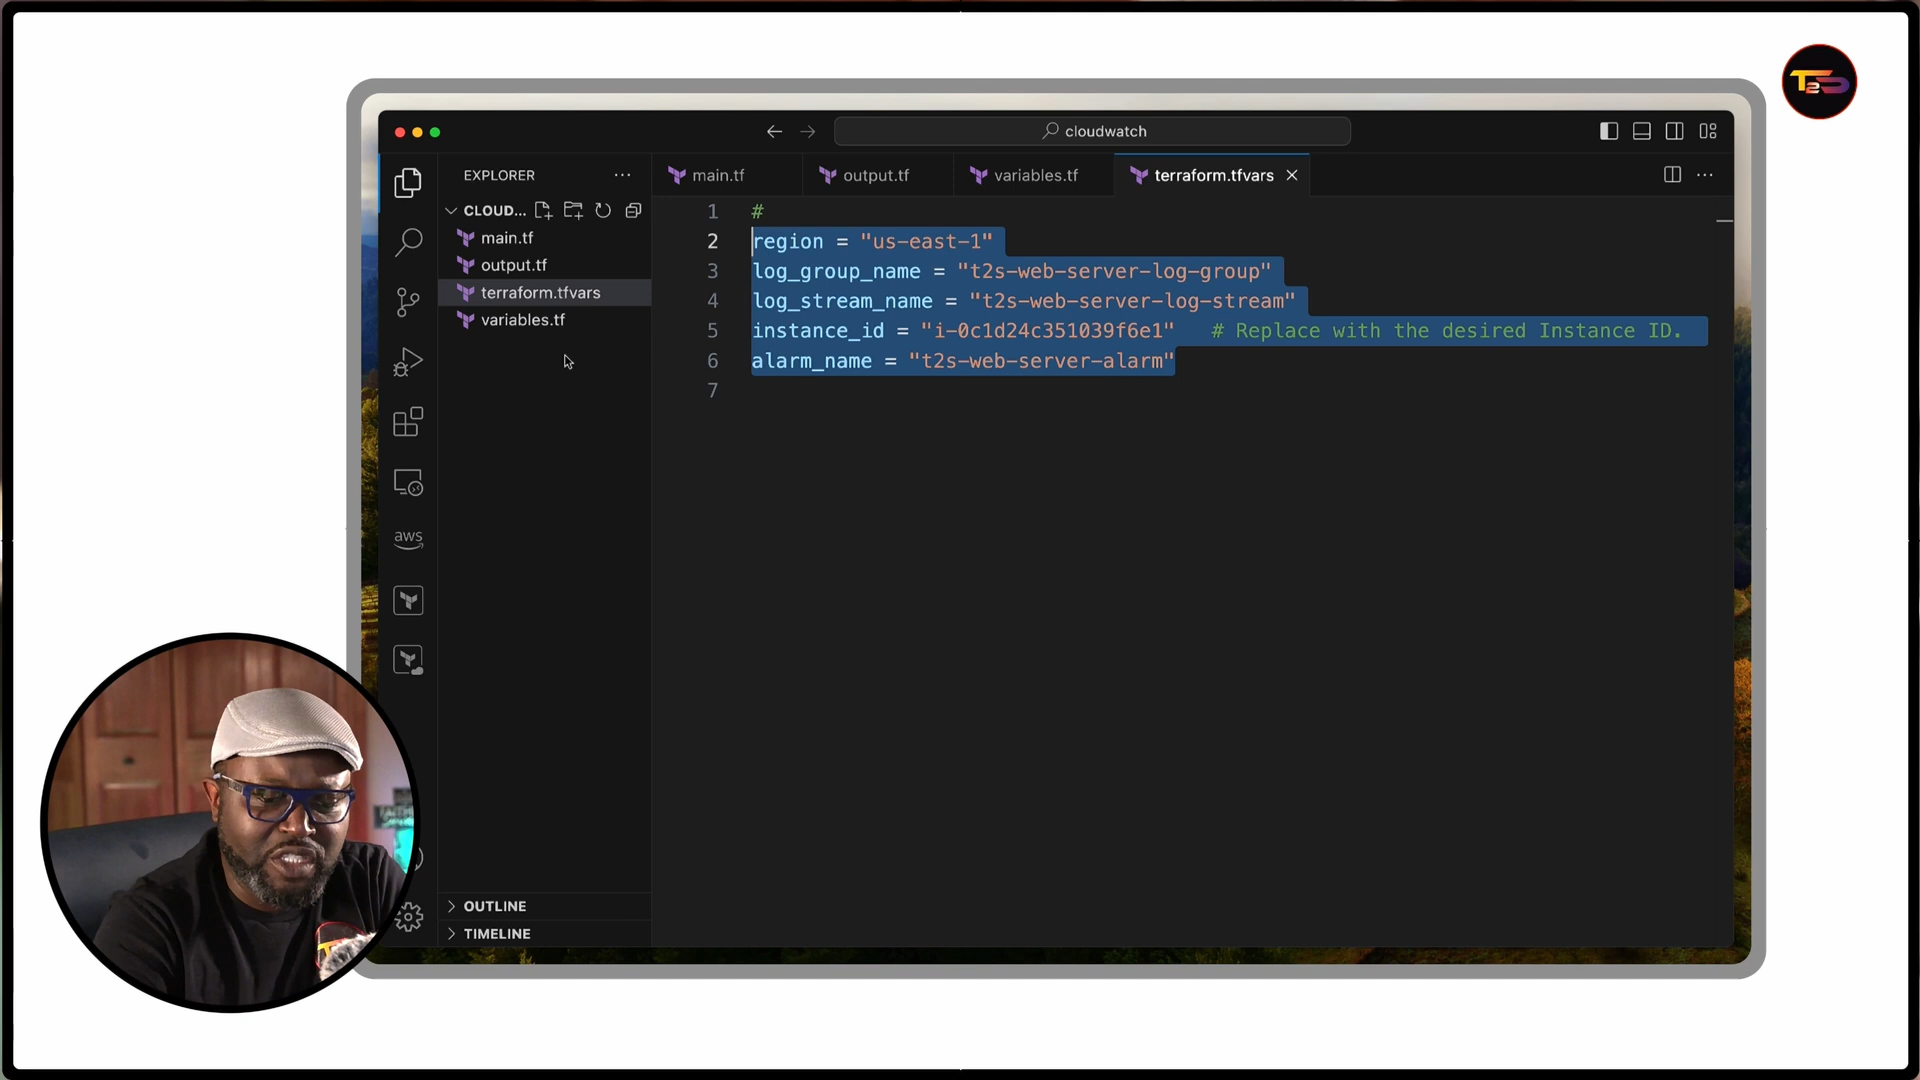 T2S
cloudwatch
EXPLORER
main.tf
output.tf
variables.tf
terraform.tfvars
CLOUD...
main.tf
output.tf
terraform.tfvars
variables.tf
1 #
2 region = "us-east-1"
3 log_group_name = "t2s-web-server-log-group"
4 log_stream_name = "t2s-web-server-log-stream"
5 instance_id = "i-0c1d24c351039f6e1" # Replace with the desired Instance ID.
6 alarm_name = "t2s-web-server-alarm"
7
aws
OUTLINE
TIMELINE